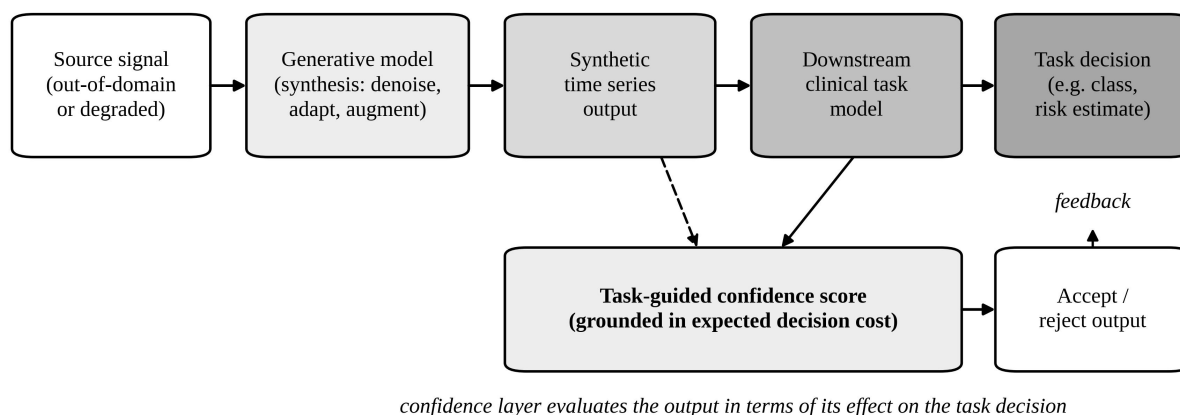 Source signal
(out-of-domain
or degraded)
Generative model
(synthesis: denoise,
adapt, augment)
Synthetic
time series
output
Downstream
clinical task
model
Task decision
(e.g. class,
risk estimate)
feedback
Task-guided confidence score
(grounded in expected decision cost)
Accept /
reject output
confidence layer evaluates the output in terms of its effect on the task decision